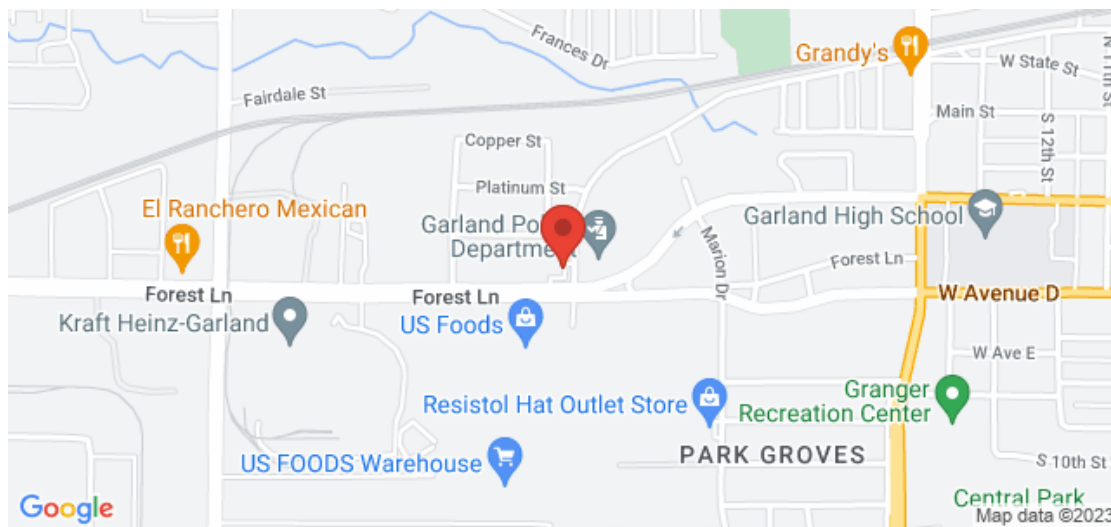 Frances Dr
Grandy's
W State St
N 11th St
Fairdale St
Main St
S 12th St
Copper St
Platinum St
El Ranchero Mexican
Garland Pol
Department
Garland High School
Marion Dr
Forest Ln
Forest Ln
Forest Ln
W Avenue D
Kraft Heinz-Garland
US Foods
W Ave E
Granger
Recreation Center
Resistol Hat Outlet Store
US FOODS Warehouse
PARK GROVES
S 10th St
Central Park
Google
Map data ©2023